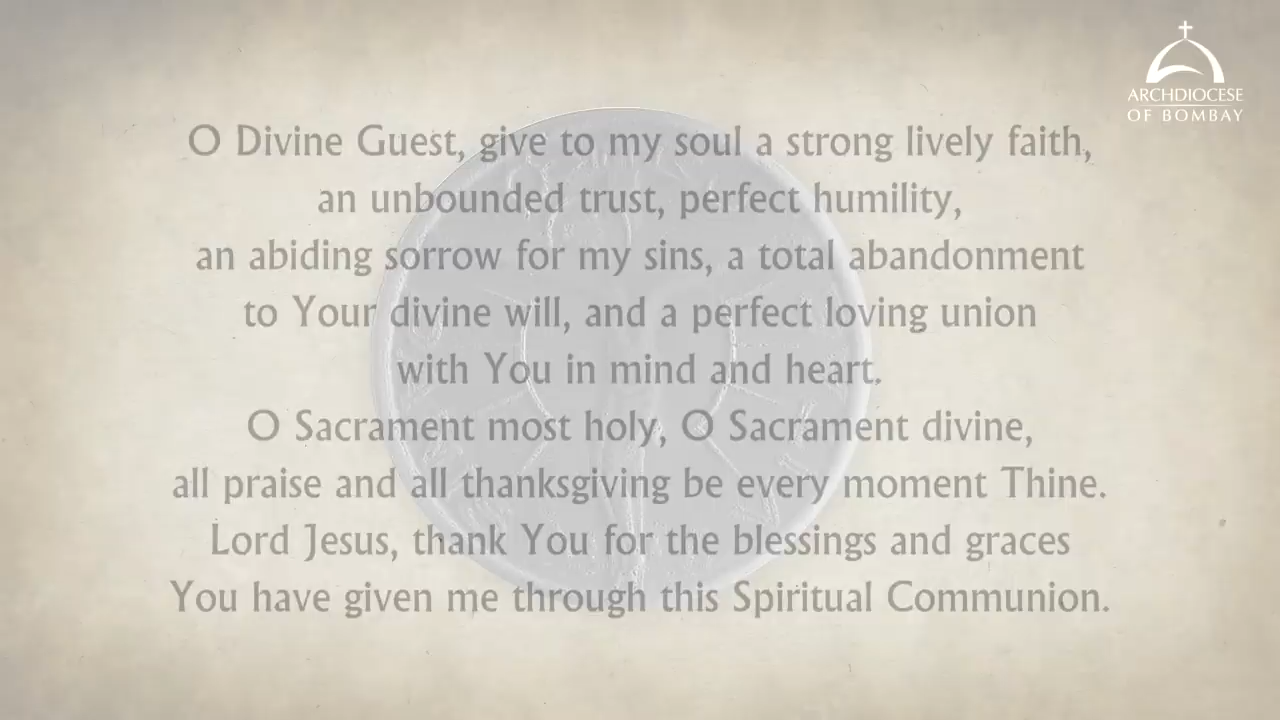 ARCHDIOCESE
OF BOMBAY
O Divine Guest, give to my soul a strong lively faith,
an unbounded trust, perfect humility,
an abiding sorrow for my sins, a total abandonment
to Your divine will, and a perfect loving union
with You in mind and heart.
O Sacrament most holy, O Sacrament divine,
all praise and all thanksgiving be every moment Thine.
Lord Jesus, thank You for the blessings and graces
You have given me through this Spiritual Communion.